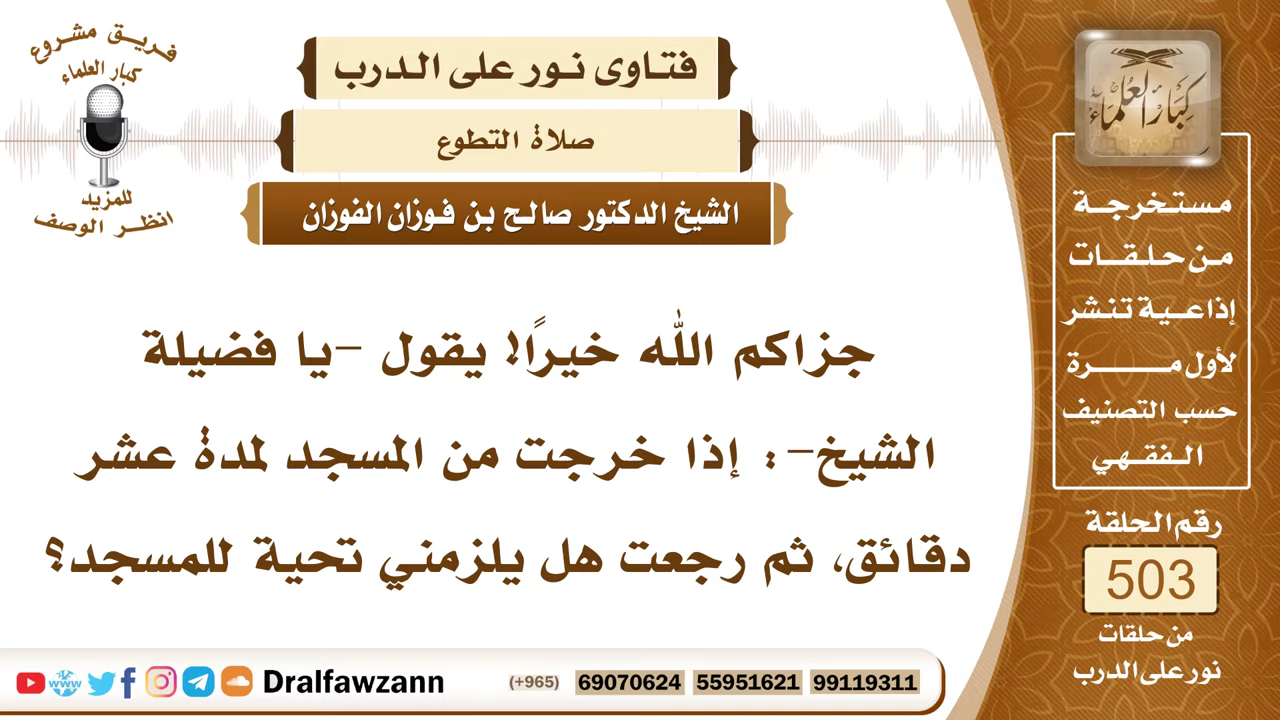 فريق مشروع
كبار العلماء
للمزيد
انظر الوصف
فتاوى نور على الدرب
صلاة التطوع
الشيخ الدكتور صالح بن فوزان الفوزان
جزاكم الله خيرًا! يقول -يا فضيلة
الشيخ-: إذا خرجت من المسجد لمدة عشر
دقائق، ثم رجعت هل يلزمني تحية للمسجد؟
كبار العلماء
مستخرجة
من حلقات
إذاعية تنشر
لأول مرة
حسب التصنيف
الفقهي
رقم الحلقة
503
من حلقات
نور على الدرب
www Dralfawzann (+965) 69070624 55951621 99119311